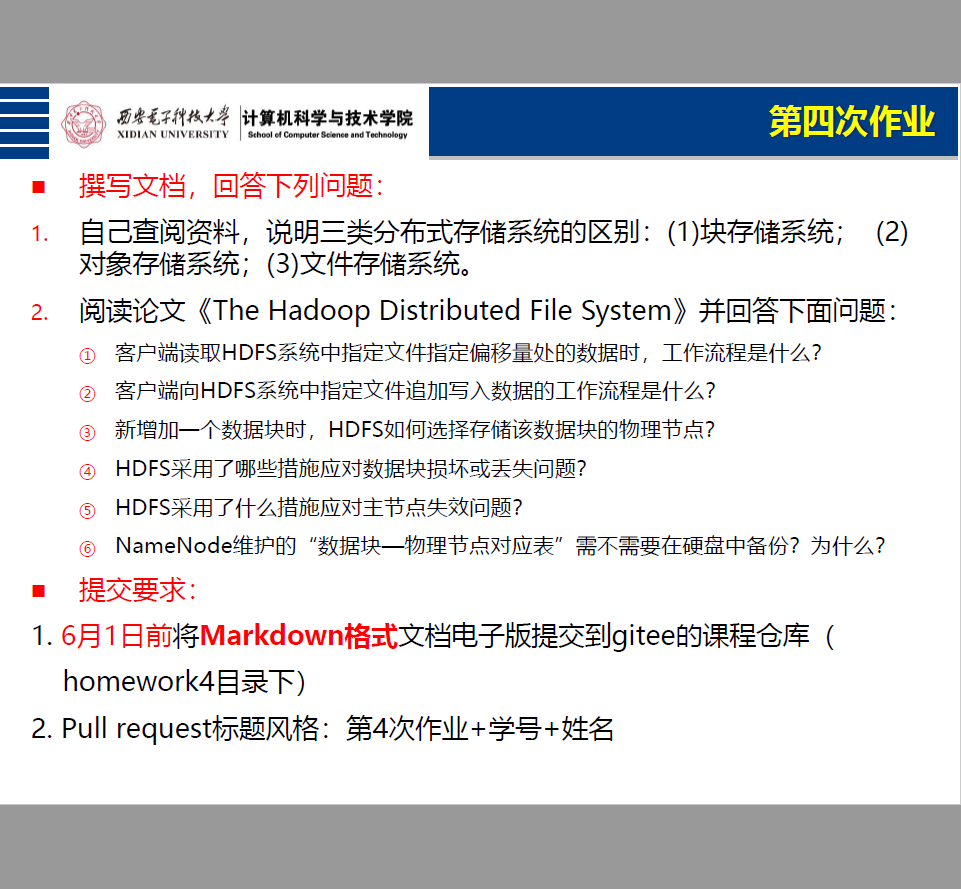 西安电子科技大学
XIDIAN UNIVERSITY
计算机科学与技术学院
School of Computer Science and Technology
第四次作业
■ 撰写文档，回答下列问题：
1. 自己查阅资料，说明三类分布式存储系统的区别：(1)块存储系统； (2)
对象存储系统；(3)文件存储系统。
2. 阅读论文《The Hadoop Distributed File System》并回答下面问题：
① 客户端读取HDFS系统中指定文件指定偏移量处的数据时，工作流程是什么？
② 客户端向HDFS系统中指定文件追加写入数据的工作流程是什么？
③ 新增加一个数据块时，HDFS如何选择存储该数据块的物理节点？
④ HDFS采用了哪些措施应对数据块损坏或丢失问题？
⑤ HDFS采用了什么措施应对主节点失效问题？
⑥ NameNode维护的“数据块—物理节点对应表”需不需要在硬盘中备份？为什么？
■ 提交要求：
1. 6月1日前将Markdown格式文档电子版提交到gitee的课程仓库（
homework4目录下）
2. Pull request标题风格：第4次作业+学号+姓名